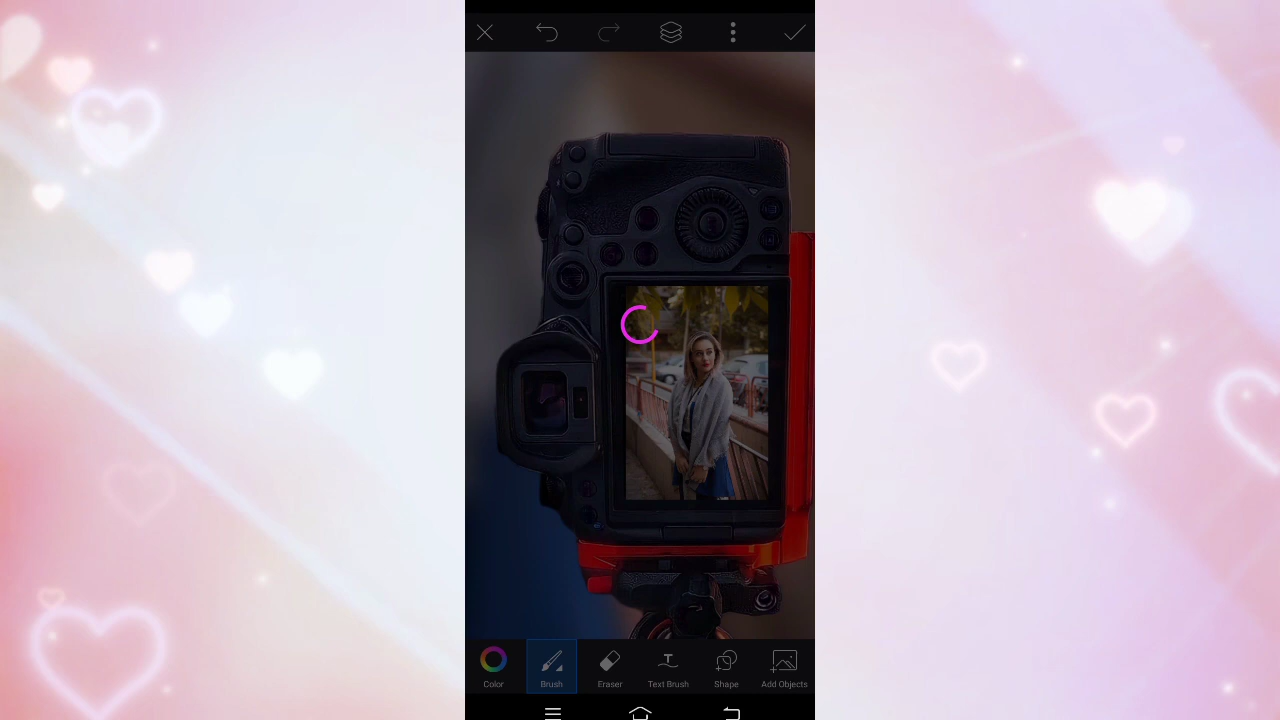 Color
Brush
Eraser
Text Brush
Shape
Add Objects